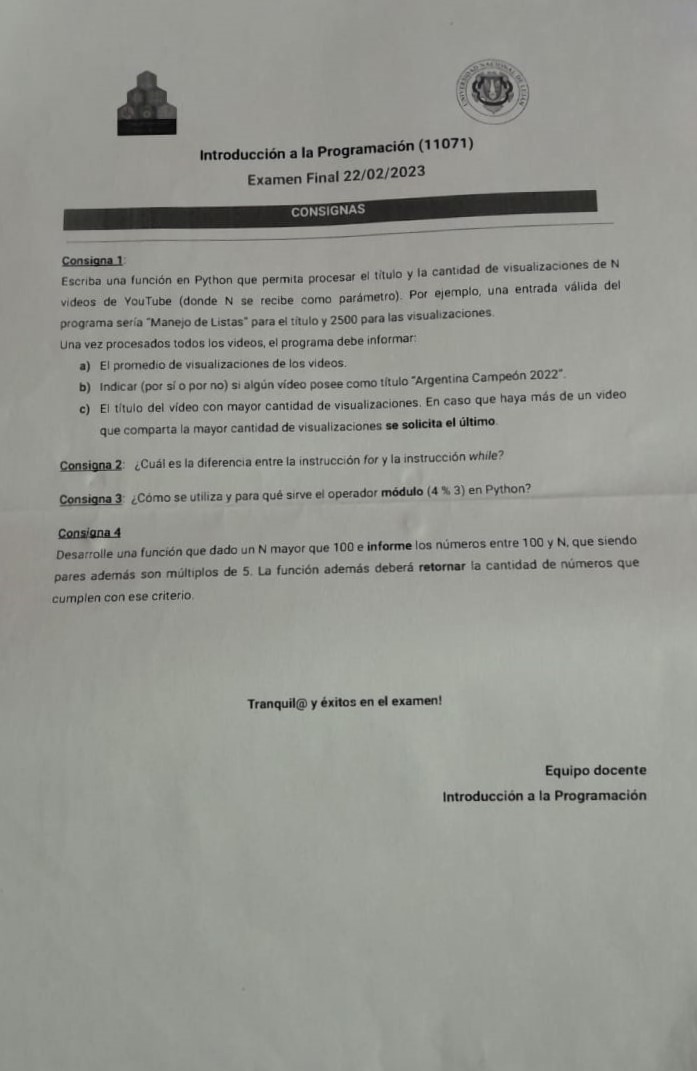 UNIVERSIDAD NACIONAL DE LUJAN
Introducción a la Programación (11071)
Examen Final 22/02/2023
CONSIGNAS
Consigna 1:
Escriba una función en Python que permita procesar el título y la cantidad de visualizaciones de N
videos de YouTube (donde N se recibe como parámetro). Por ejemplo, una entrada válida del
programa sería "Manejo de Listas" para el título y 2500 para las visualizaciones.
Una vez procesados todos los videos, el programa debe informar:
a) El promedio de visualizaciones de los videos.
b) Indicar (por sí o por no) si algún vídeo posee como título "Argentina Campeón 2022".
c) El título del vídeo con mayor cantidad de visualizaciones. En caso que haya más de un video
que comparta la mayor cantidad de visualizaciones se solicita el último.
Consigna 2: ¿Cuál es la diferencia entre la instrucción for y la instrucción while?
Consigna 3: ¿Cómo se utiliza y para qué sirve el operador módulo (4 % 3) en Python?
Consigna 4
Desarrolle una función que dado un N mayor que 100 e informe los números entre 100 y N, que siendo
pares además son múltiplos de 5. La función además deberá retornar la cantidad de números que
cumplen con ese criterio.
Tranquil@ y éxitos en el examen!
Equipo docente
Introducción a la Programación